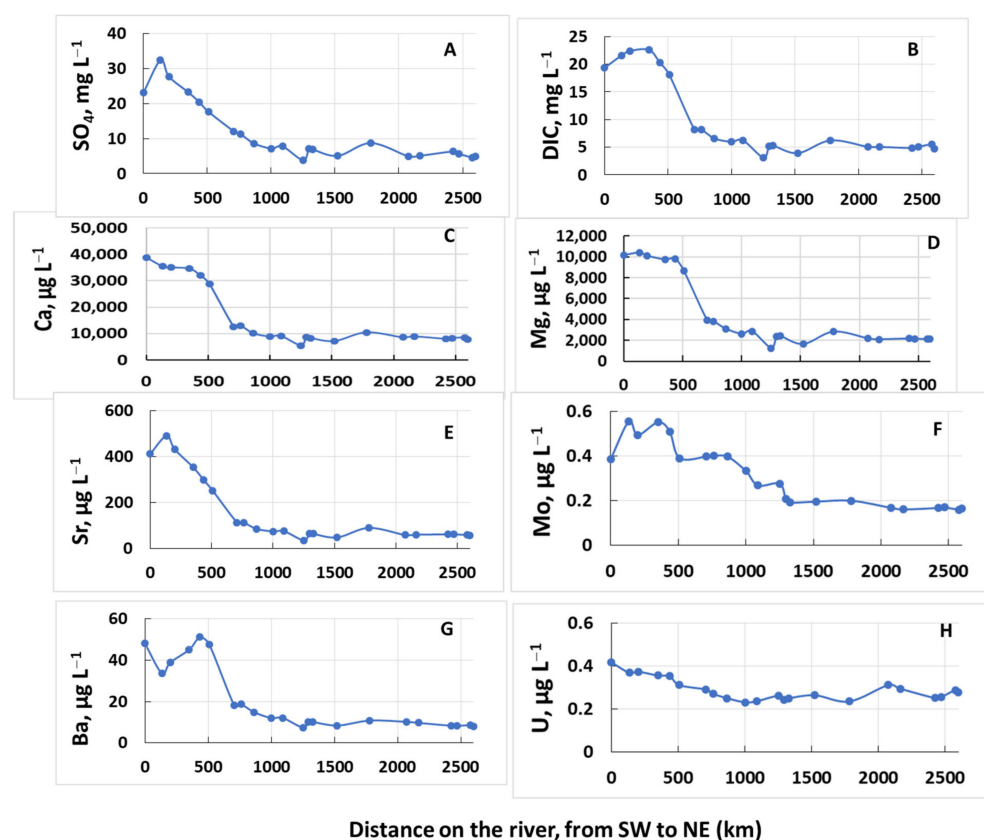 A
SO₄, mg L⁻¹
40
30
20
10
0
0 500 1000 1500 2000 2500
B
DIC, mg L⁻¹
25
20
15
10
5
0
0 500 1000 1500 2000 2500
C
Ca, µg L⁻¹
50,000
40,000
30,000
20,000
10,000
0
0 500 1000 1500 2000 2500
D
Mg, µg L⁻¹
12,000
10,000
8,000
6,000
4,000
2,000
0
0 500 1000 1500 2000 2500
E
Sr, µg L⁻¹
600
400
200
0
0 500 1000 1500 2000 2500
F
Mo, µg L⁻¹
0.6
0.4
0.2
0
0 500 1000 1500 2000 2500
G
Ba, µg L⁻¹
60
40
20
0
0 500 1000 1500 2000 2500
H
U, µg L⁻¹
0.6
0.4
0.2
0
0 500 1000 1500 2000 2500
Distance on the river, from SW to NE (km)